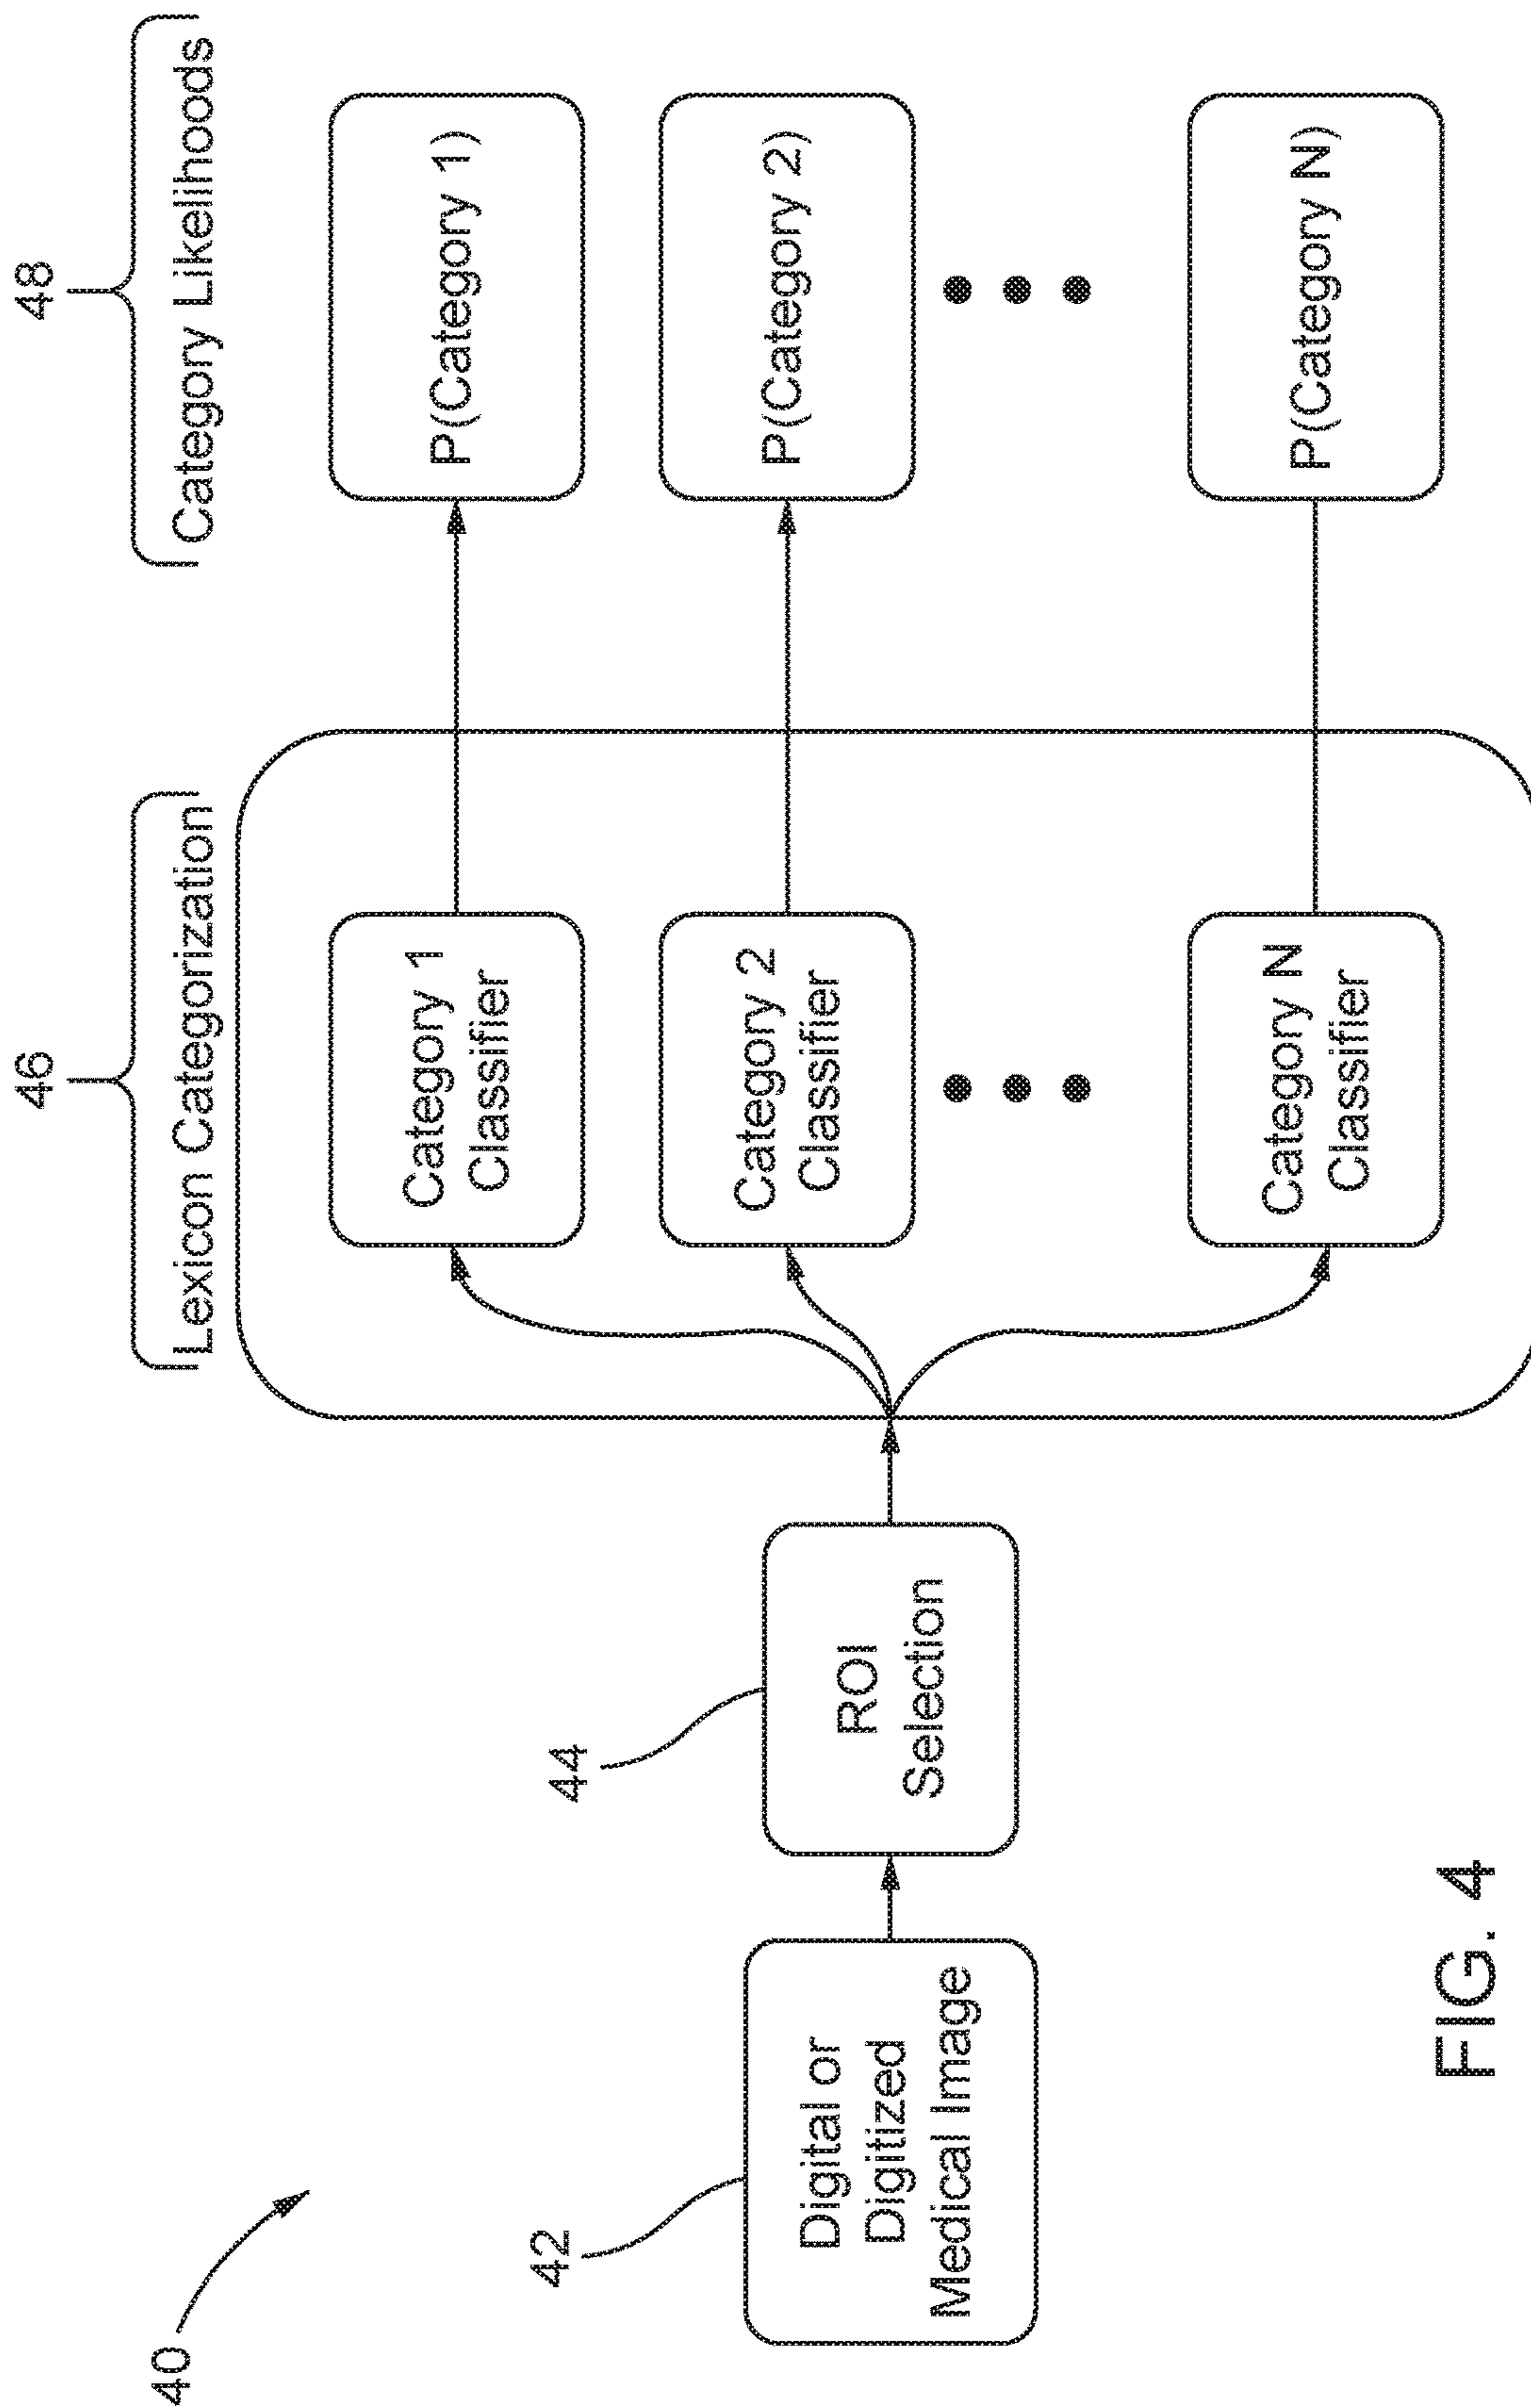 40
42
Digital or
Digitized
Medical Image
44
ROI
Selection
46
Lexicon Categorization
Category 1
Classifier
Category 2
Classifier
Category N
Classifier
48
Category Likelihoods
P(Category 1)
P(Category 2)
P(Category N)
FIG. 4